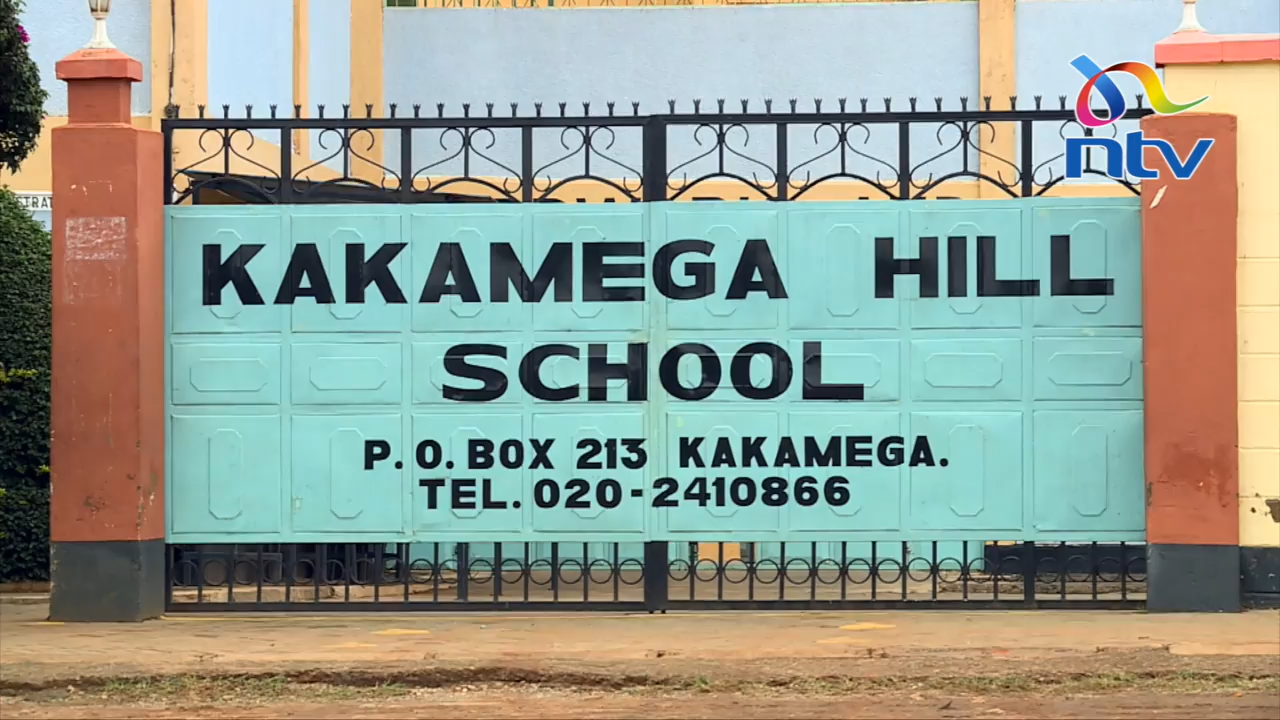 ntv
KAKAMEGA HILL
SCHOOL
P. O. BOX 213 KAKAMEGA.
TEL. 020-2410866